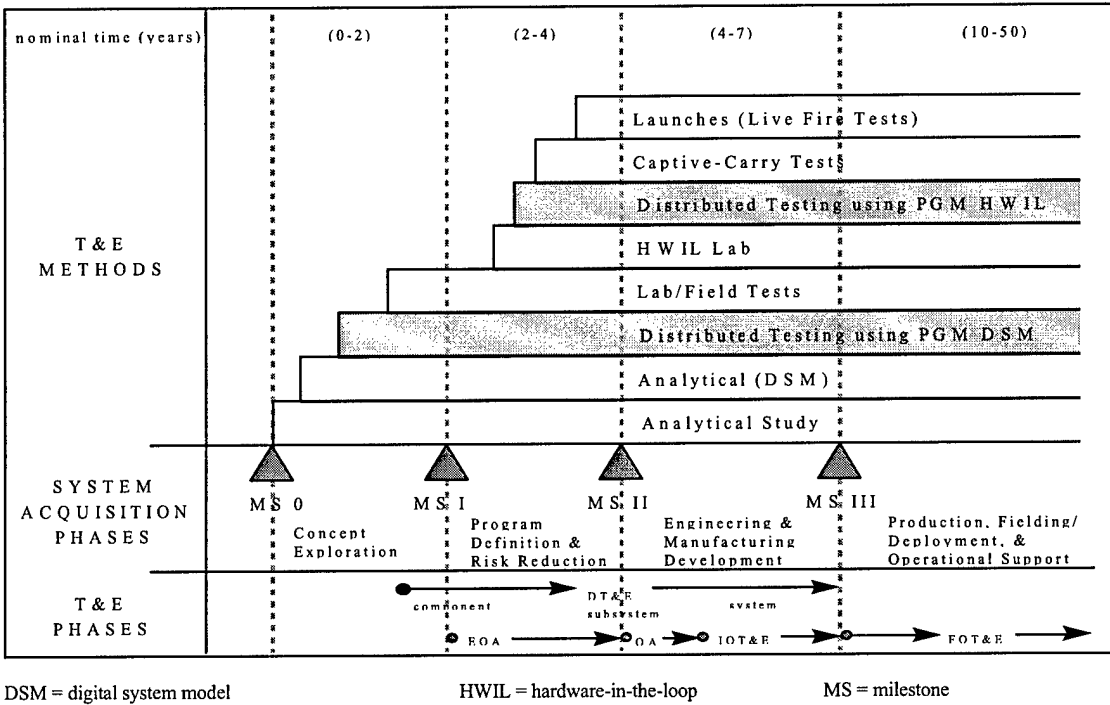 nominal time (years) (0-2) (2-4) (4-7) (10-50)
Launches (Live Fire Tests)
Captive-Carry Tests
Distributed Testing using PGM HWIL
HWIL Lab
Lab/Field Tests
Distributed Testing using PGM DSM
Analytical (DSM)
Analytical Study
T&E
METHODS
SYSTEM
ACQUISITION
PHASES
MS 0 MS I MS II MS III
Concept
Exploration
Program
Definition &
Risk Reduction
Engineering &
Manufacturing
Development
Production, Fielding/
Deployment, &
Operational Support
T&E
PHASES
component
DT&E
subsystem
system
EOA OA IOT&E FOT&E
DSM = digital system model HWIL = hardware-in-the-loop MS = milestone